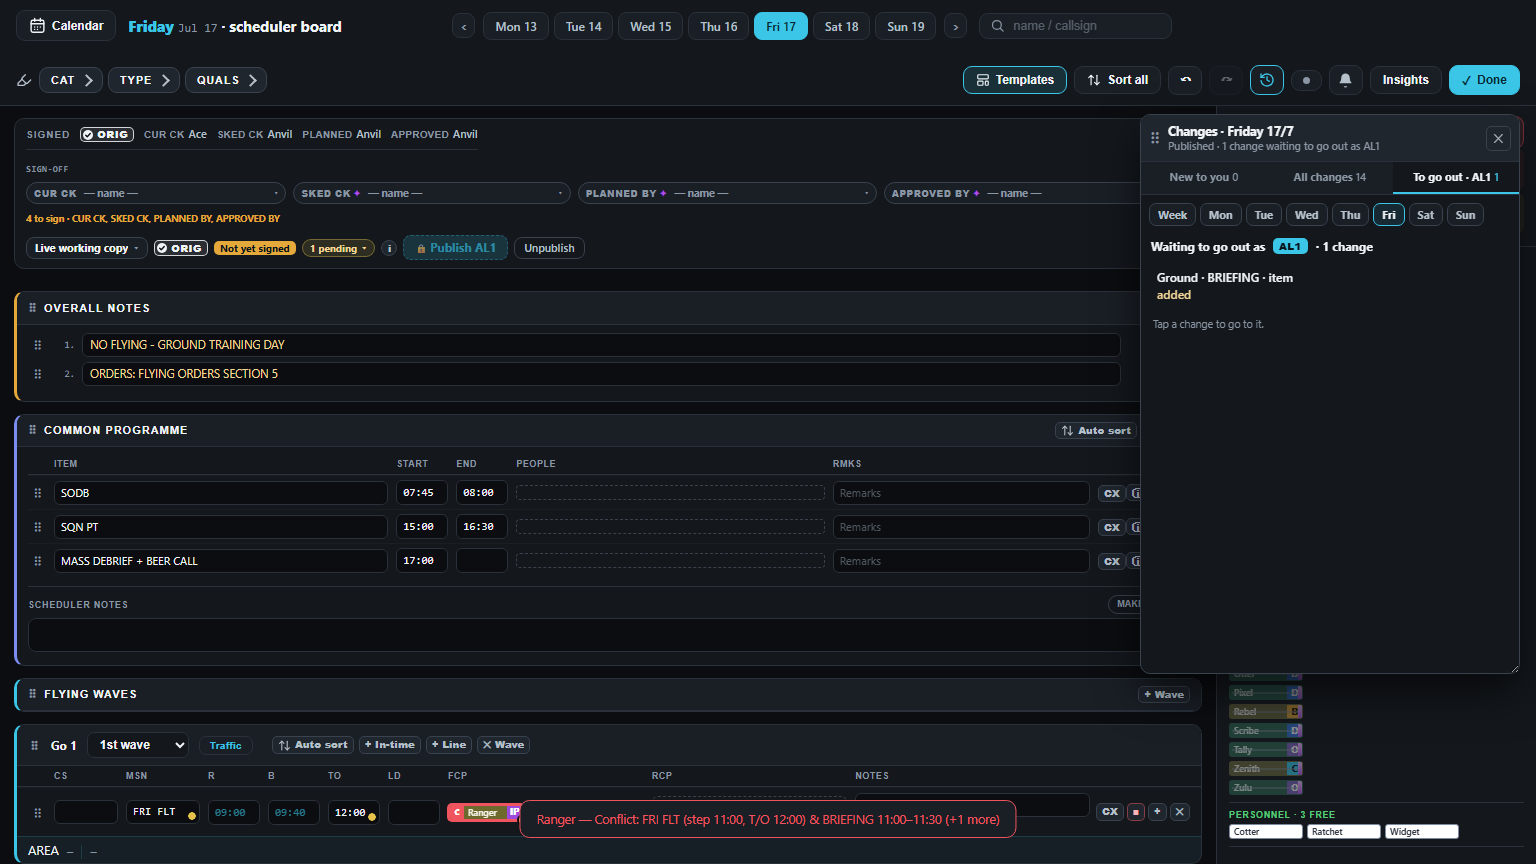 Calendar
Friday Jul 17 · scheduler board
Mon 13
Tue 14
Wed 15
Thu 16
Fri 17
Sat 18
Sun 19
name / callsign
CAT
TYPE
QUALS
Templates
Sort all
Insights
✓ Done
SIGNED
ORIG
CUR CK Ace
SKED CK Anvil
PLANNED Anvil
APPROVED Anvil
SIGN-OFF
CUR CK — name —
SKED CK — name —
PLANNED BY — name —
APPROVED BY — name —
4 to sign · CUR CK, SKED CK, PLANNED BY, APPROVED BY
Live working copy
ORIG
Not yet signed
1 pending
i
Publish AL1
Unpublish
OVERALL NOTES
1. NO FLYING - GROUND TRAINING DAY
2. ORDERS: FLYING ORDERS SECTION 5
COMMON PROGRAMME
Auto sort
ITEM START END PEOPLE RMKS
SODB 07:45 08:00 Remarks CX
SQN PT 15:00 16:30 Remarks CX
MASS DEBRIEF + BEER CALL 17:00 Remarks CX
SCHEDULER NOTES
FLYING WAVES
+ Wave
Go 1
1st wave
Traffic
Auto sort
+ In-time
+ Line
✕ Wave
CS MSN R B TO LD FCP RCP NOTES
FRI FLT 09:00 09:40 12:00 C Ranger IP CX
Ranger — Conflict: FRI FLT (step 11:00, T/O 12:00) & BRIEFING 11:00–11:30 (+1 more)
AREA – –
Changes · Friday 17/7
Published · 1 change waiting to go out as AL1
New to you 0
All changes 14
To go out · AL1 1
Week
Mon
Tue
Wed
Thu
Fri
Sat
Sun
Waiting to go out as AL1 · 1 change
Ground · BRIEFING · item
added
Tap a change to go to it.
Pixel D
Rebel B
Scribe D
Tally O
Zenith C
Zulu O
PERSONNEL · 3 FREE
Cotter
Ratchet
Widget